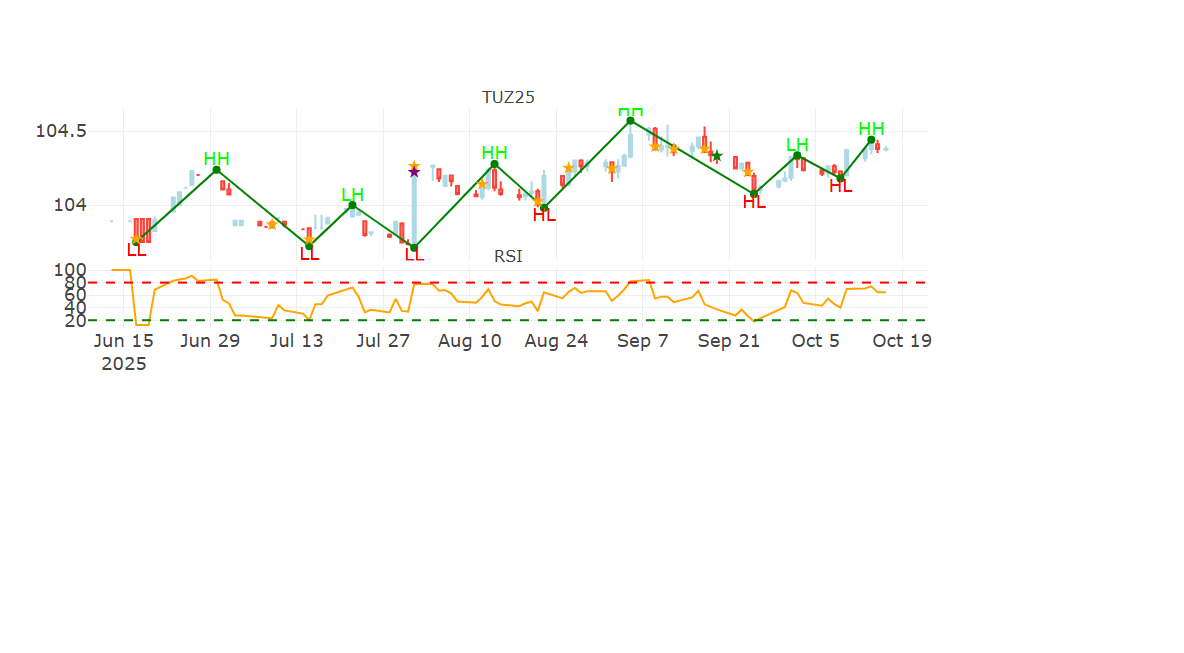 TUZ25
HH
104.5
HH
HH
LH
HH
LH
HL
104
HL
HL
LL
LL
LL
RSI
100
80
60
40
20
Jun 15
2025
Jun 29
Jul 13
Jul 27
Aug 10
Aug 24
Sep 7
Sep 21
Oct 5
Oct 19